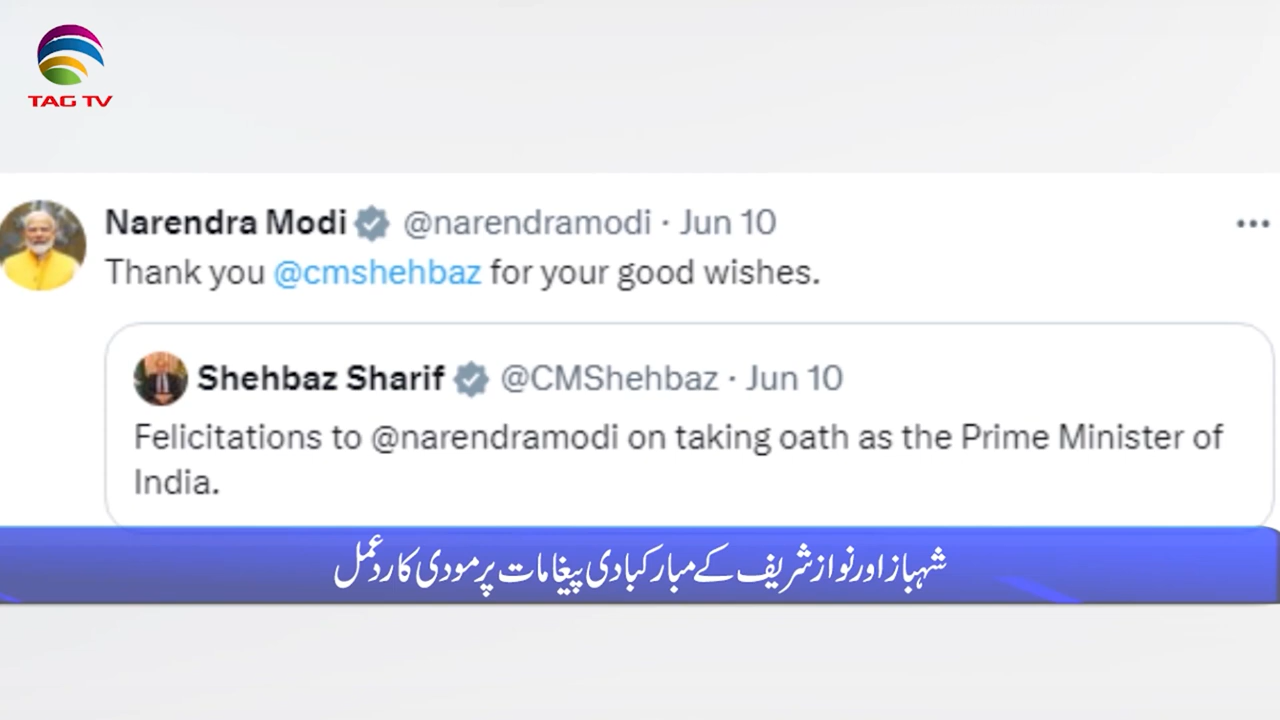 TAG TV
Narendra Modi @narendramodi · Jun 10
Thank you @cmshehbaz for your good wishes.
Shehbaz Sharif @CMShehbaz · Jun 10
Felicitations to @narendramodi on taking oath as the Prime Minister of
India.
شہباز اور نواز شریف کے مبارکبادی پیغامات پر مودی کا ردعمل